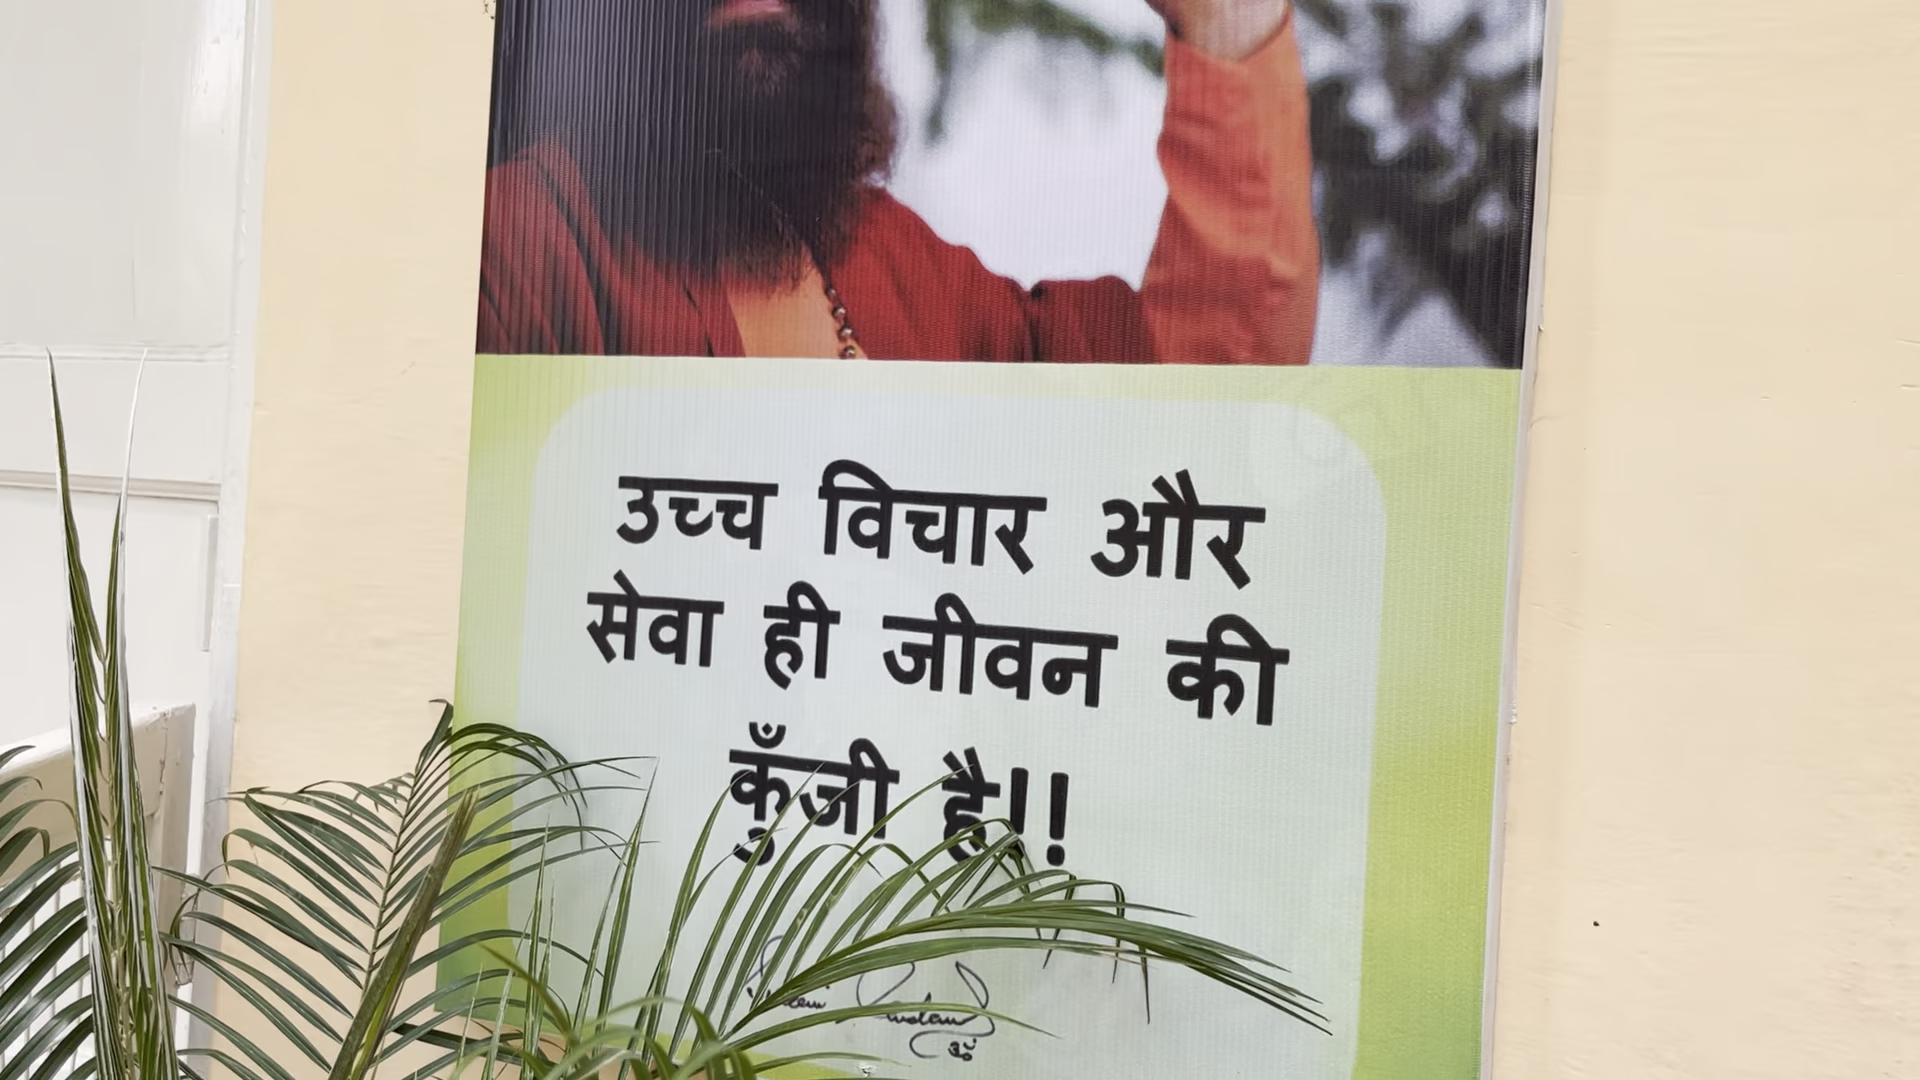 उच्च विचार और
सेवा ही जीवन की
कुँजी है!!
ॐ